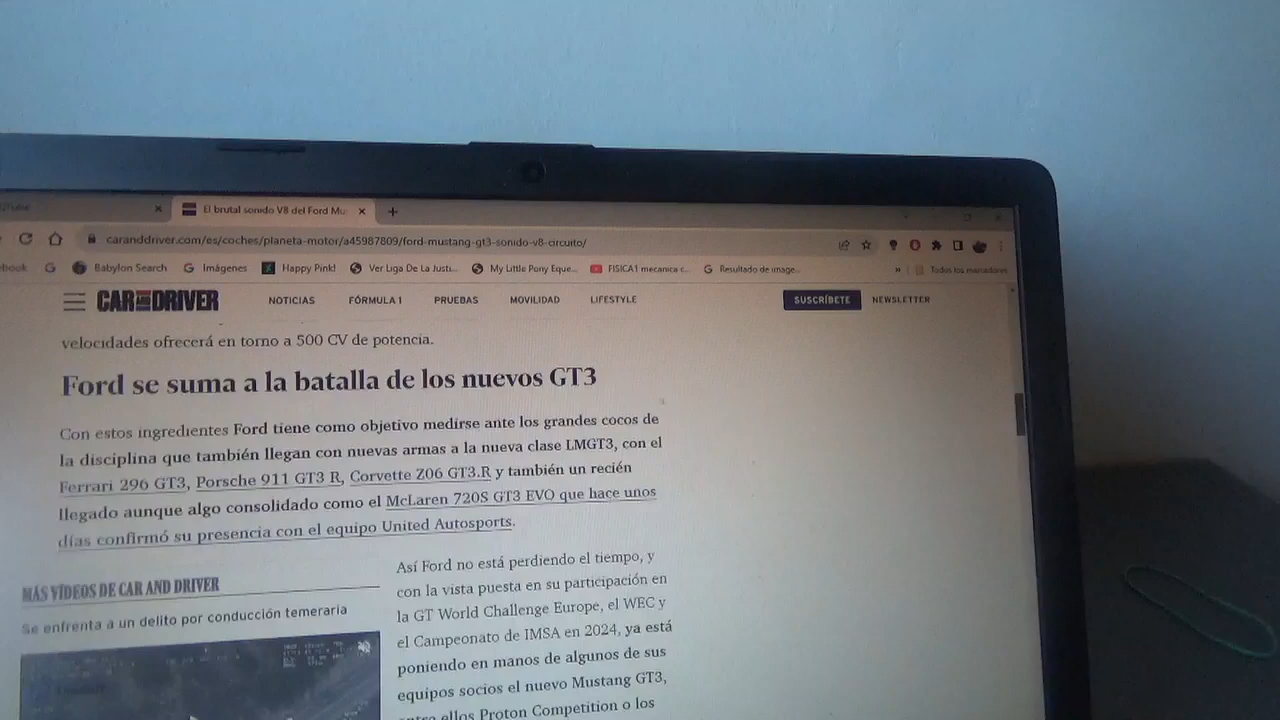 El brutal sonido V8 del Ford Mu
caranddriver.com/es/coches/planeta-motor/a45987809/ford-mustang-gt3-sonido-v8-circuito/
ebook
Babylon Search
Imágenes
Happy Pink!
Ver Liga De La Justi...
My Little Pony Eque...
FISICA1 mecanica c...
Resultado de image...
»
Todos los marcadores
CAR AND DRIVER
NOTICIAS
FÓRMULA 1
PRUEBAS
MOVILIDAD
LIFESTYLE
SUSCRÍBETE
NEWSLETTER
velocidades ofrecerá en torno a 500 CV de potencia.
Ford se suma a la batalla de los nuevos GT3
Con estos ingredientes Ford tiene como objetivo medirse ante los grandes cocos de
la disciplina que también llegan con nuevas armas a la nueva clase LMGT3, con el
Ferrari 296 GT3, Porsche 911 GT3 R, Corvette Z06 GT3.R y también un recién
llegado aunque algo consolidado como el McLaren 720S GT3 EVO que hace unos
días confirmó su presencia con el equipo United Autosports.
MÁS VÍDEOS DE CAR AND DRIVER
Se enfrenta a un delito por conducción temeraria
Así Ford no está perdiendo el tiempo, y
con la vista puesta en su participación en
la GT World Challenge Europe, el WEC y
el Campeonato de IMSA en 2024, ya está
poniendo en manos de algunos de sus
equipos socios el nuevo Mustang GT3,
entre ellos Proton Competition o los